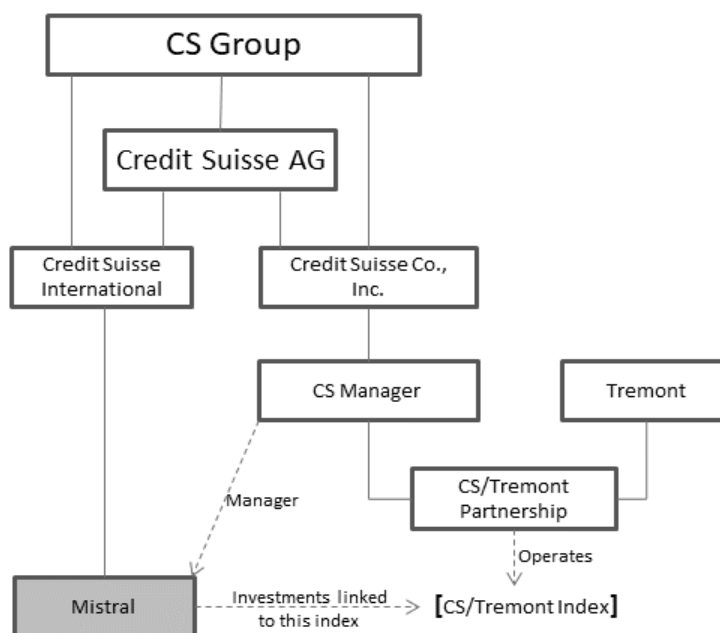 CS Group
Credit Suisse AG
Credit Suisse
International
Credit Suisse Co.,
Inc.
CS Manager
Tremont
Manager
CS/Tremont
Partnership
Operates
Mistral
Investments linked
to this index
[CS/Tremont Index]